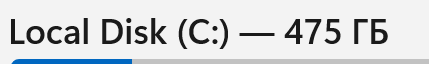 Local Disk (C:) — 475 ГБ